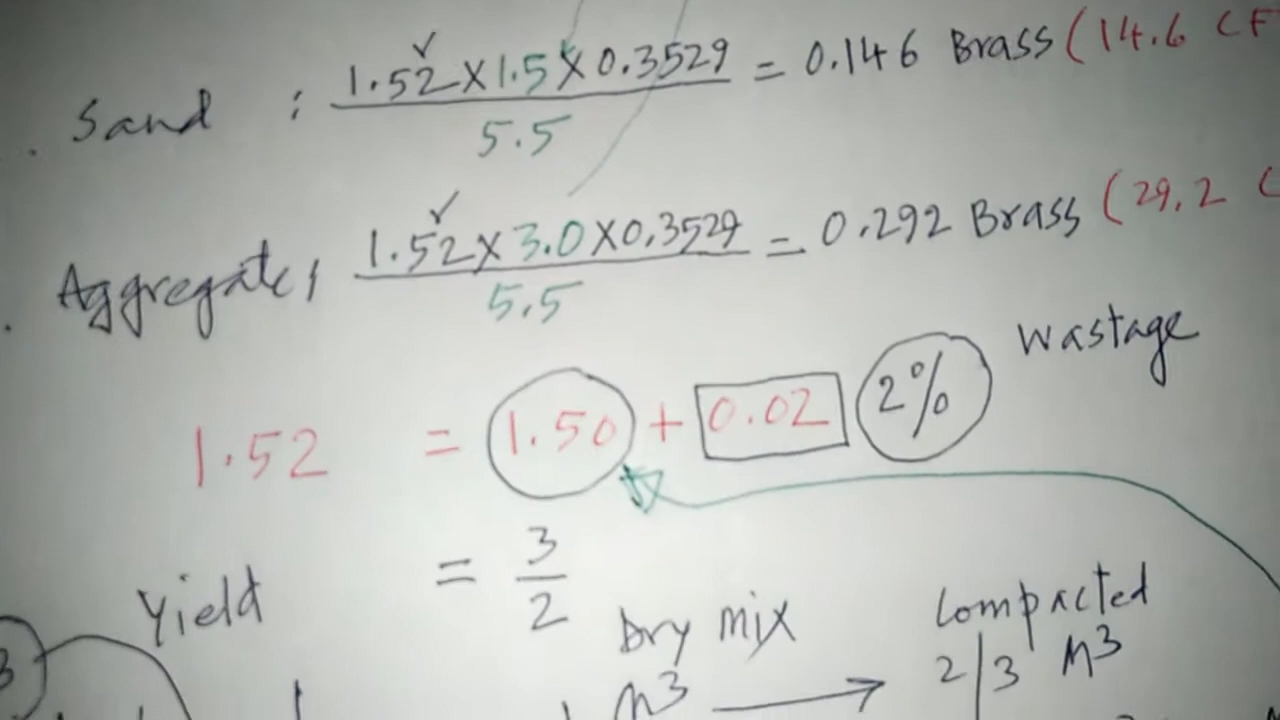 Sand : 1.52 X 1.5 X 0.3529 / 5.5 = 0.146 Brass (14.6 CF
Aggregate ; 1.52 X 3.0 X 0.3529 / 5.5 = 0.292 Brass (29.2 C
1.52 = 1.50 + 0.02 2% Wastage
Yield = 3/2
Dry mix Compacted
m³ → 2/3 M³